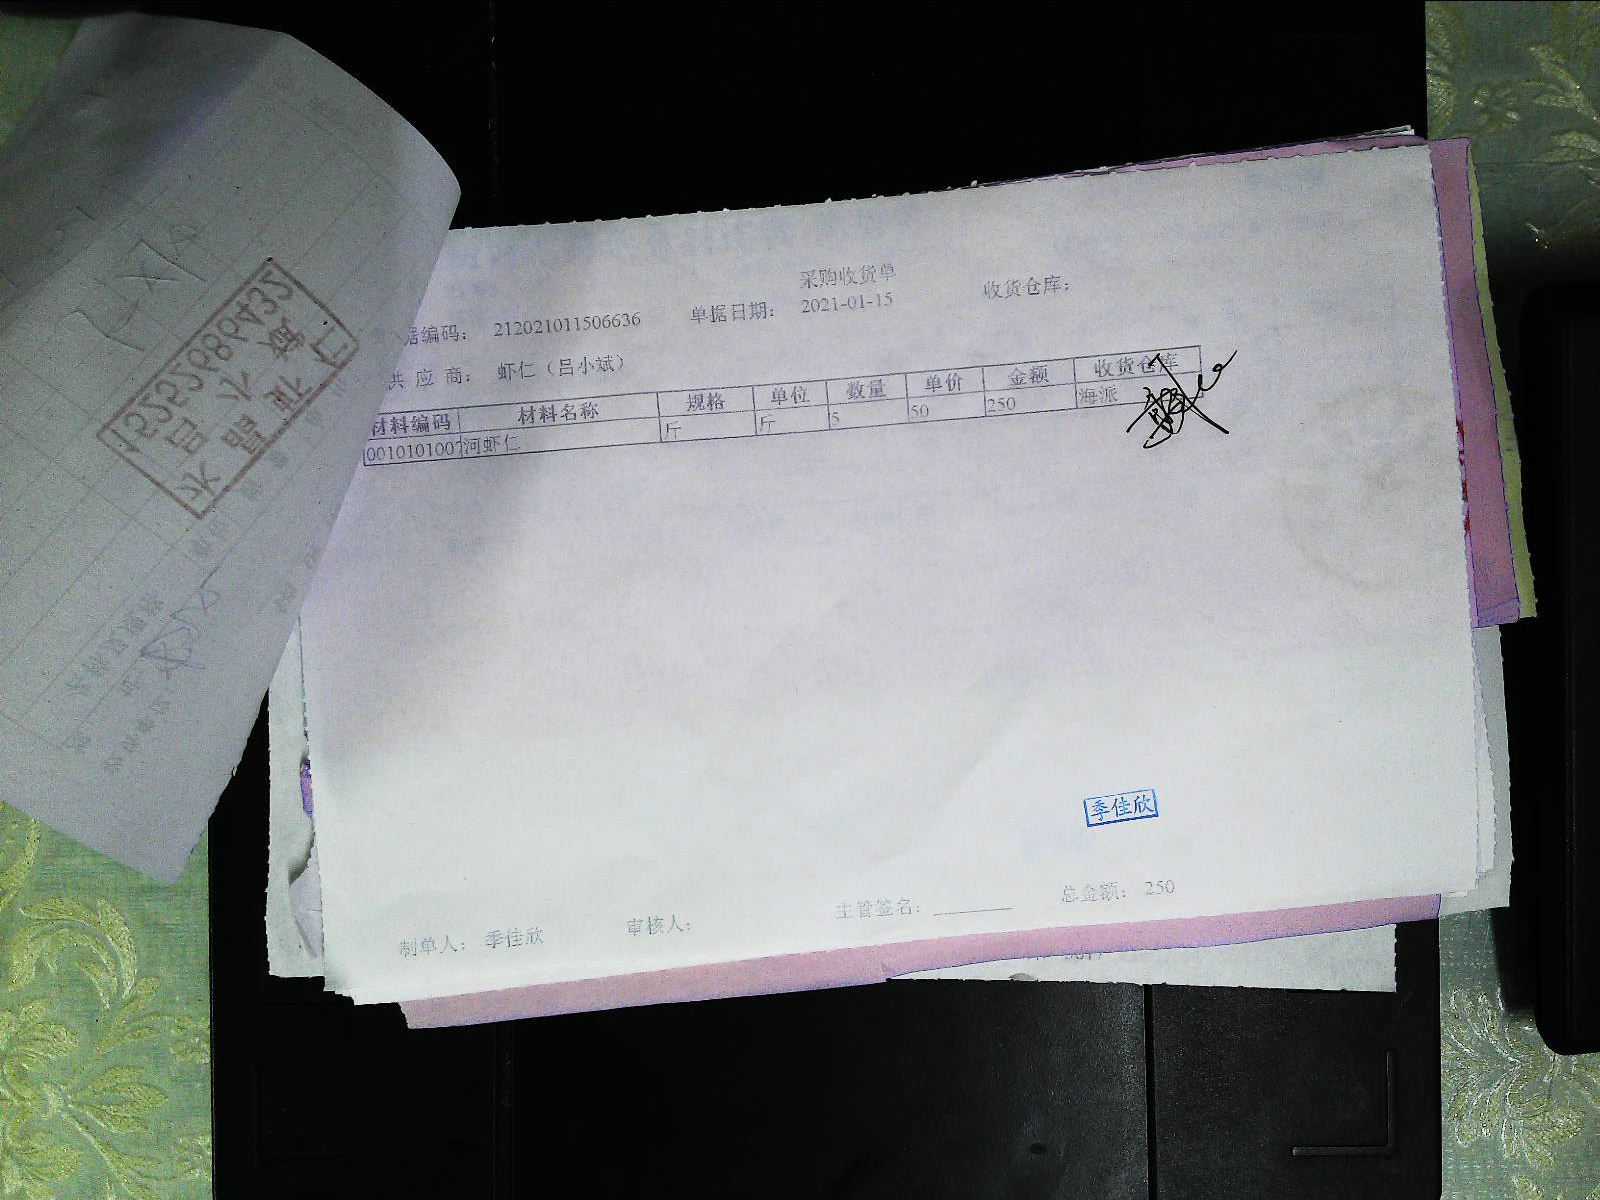 采购收货单
据编码： 212021011506636 单据日期： 2021-01-15 收货仓库：
供 应 商： 虾仁（吕小斌）
材料编码 材料名称 规格 单位 数量 单价 金额 收货仓库
001010100 河虾仁 斤 斤 5 50 250 海派
季佳欣
制单人： 季佳欣 审核人： 主管签名： ________ 总金额： 250
15252680432